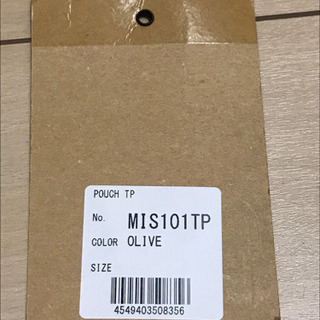 POUCH TP
No. MIS101TP
COLOR OLIVE
SIZE
4549403508356